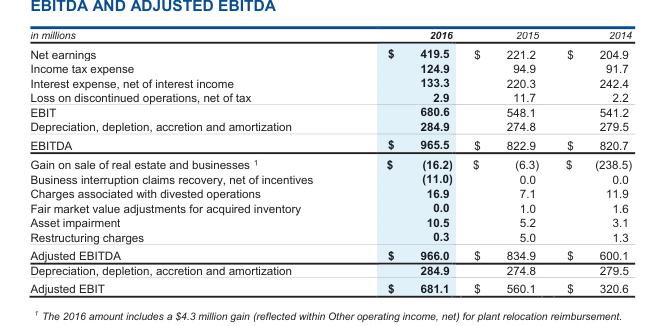 EBITDA AND ADJUSTED EBITDA
in millions 2016 2015 2014
Net earnings $ 419.5 $ 221.2 $ 204.9
Income tax expense 124.9 94.9 91.7
Interest expense, net of interest income 133.3 220.3 242.4
Loss on discontinued operations, net of tax 2.9 11.7 2.2
EBIT 680.6 548.1 541.2
Depreciation, depletion, accretion and amortization 284.9 274.8 279.5
EBITDA $ 965.5 $ 822.9 $ 820.7
Gain on sale of real estate and businesses ¹ $ (16.2) $ (6.3) $ (238.5)
Business interruption claims recovery, net of incentives (11.0) 0.0 0.0
Charges associated with divested operations 16.9 7.1 11.9
Fair market value adjustments for acquired inventory 0.0 1.0 1.6
Asset impairment 10.5 5.2 3.1
Restructuring charges 0.3 5.0 1.3
Adjusted EBITDA $ 966.0 $ 834.9 $ 600.1
Depreciation, depletion, accretion and amortization 284.9 274.8 279.5
Adjusted EBIT $ 681.1 $ 560.1 $ 320.6
¹ The 2016 amount includes a $4.3 million gain (reflected within Other operating income, net) for plant relocation reimbursement.